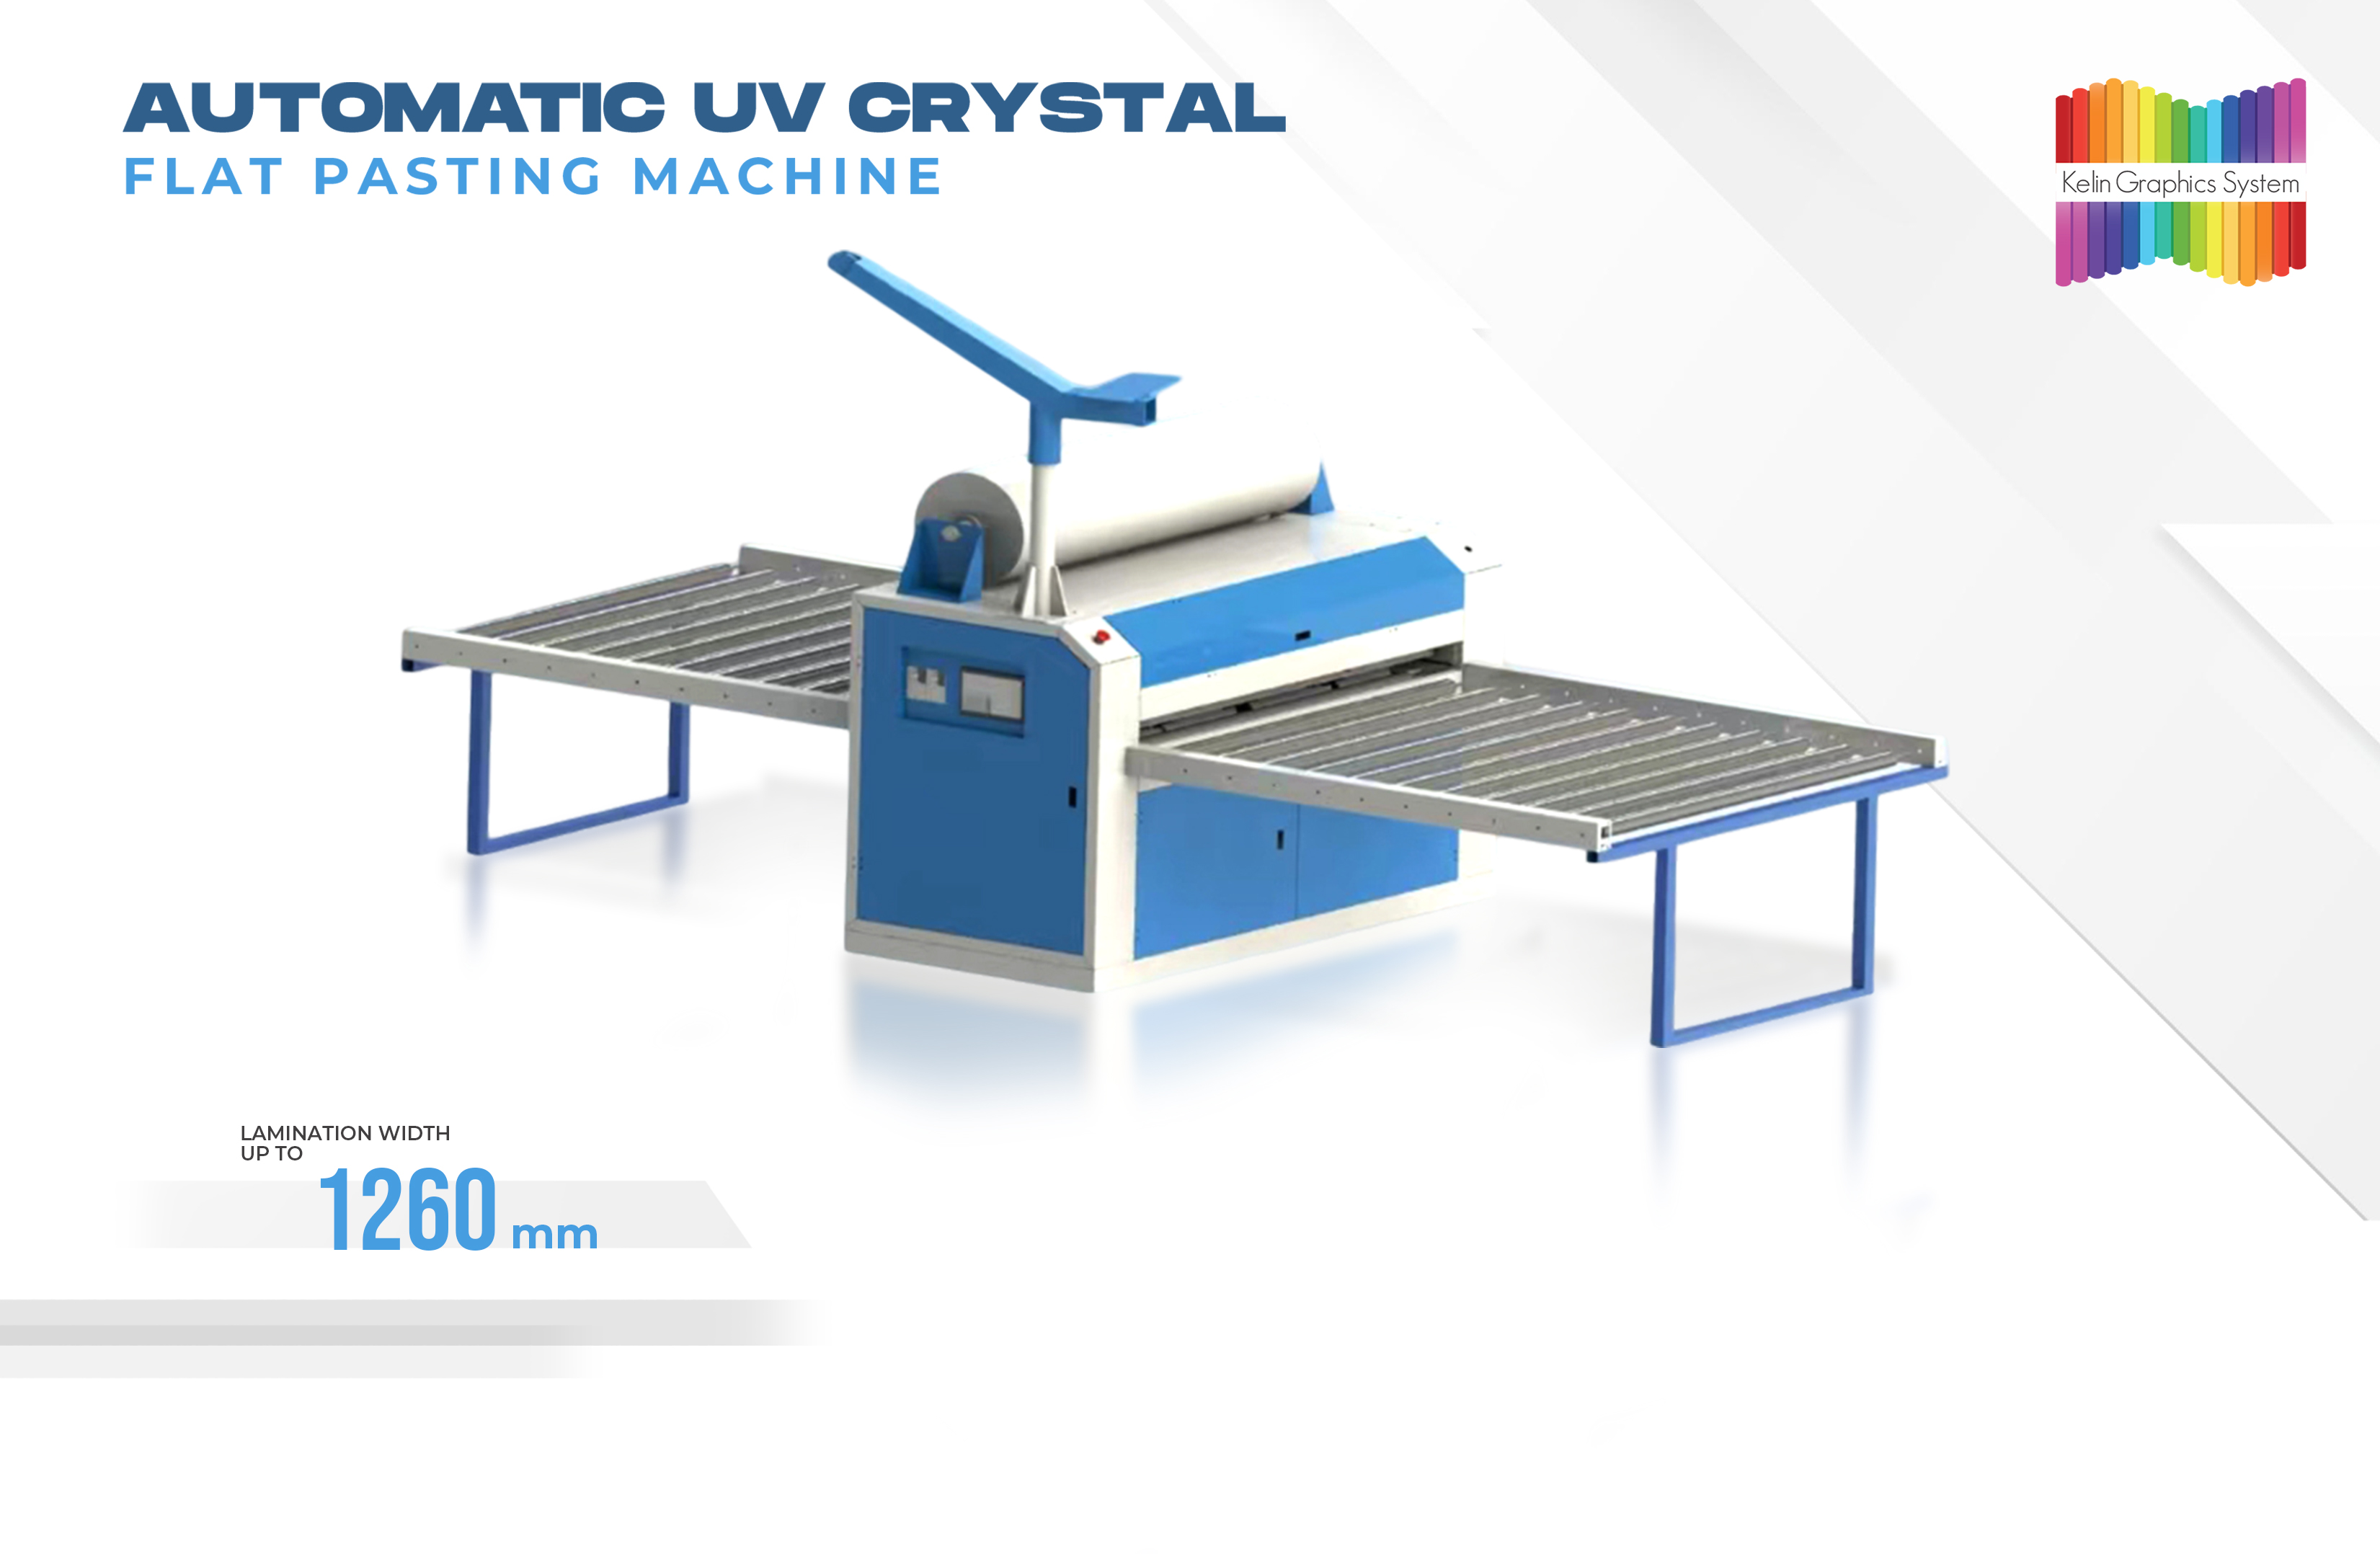 AUTOMATIC UV CRYSTAL
FLAT PASTING MACHINE
Kelin Graphics System
LAMINATION WIDTH
UP TO
1260 mm